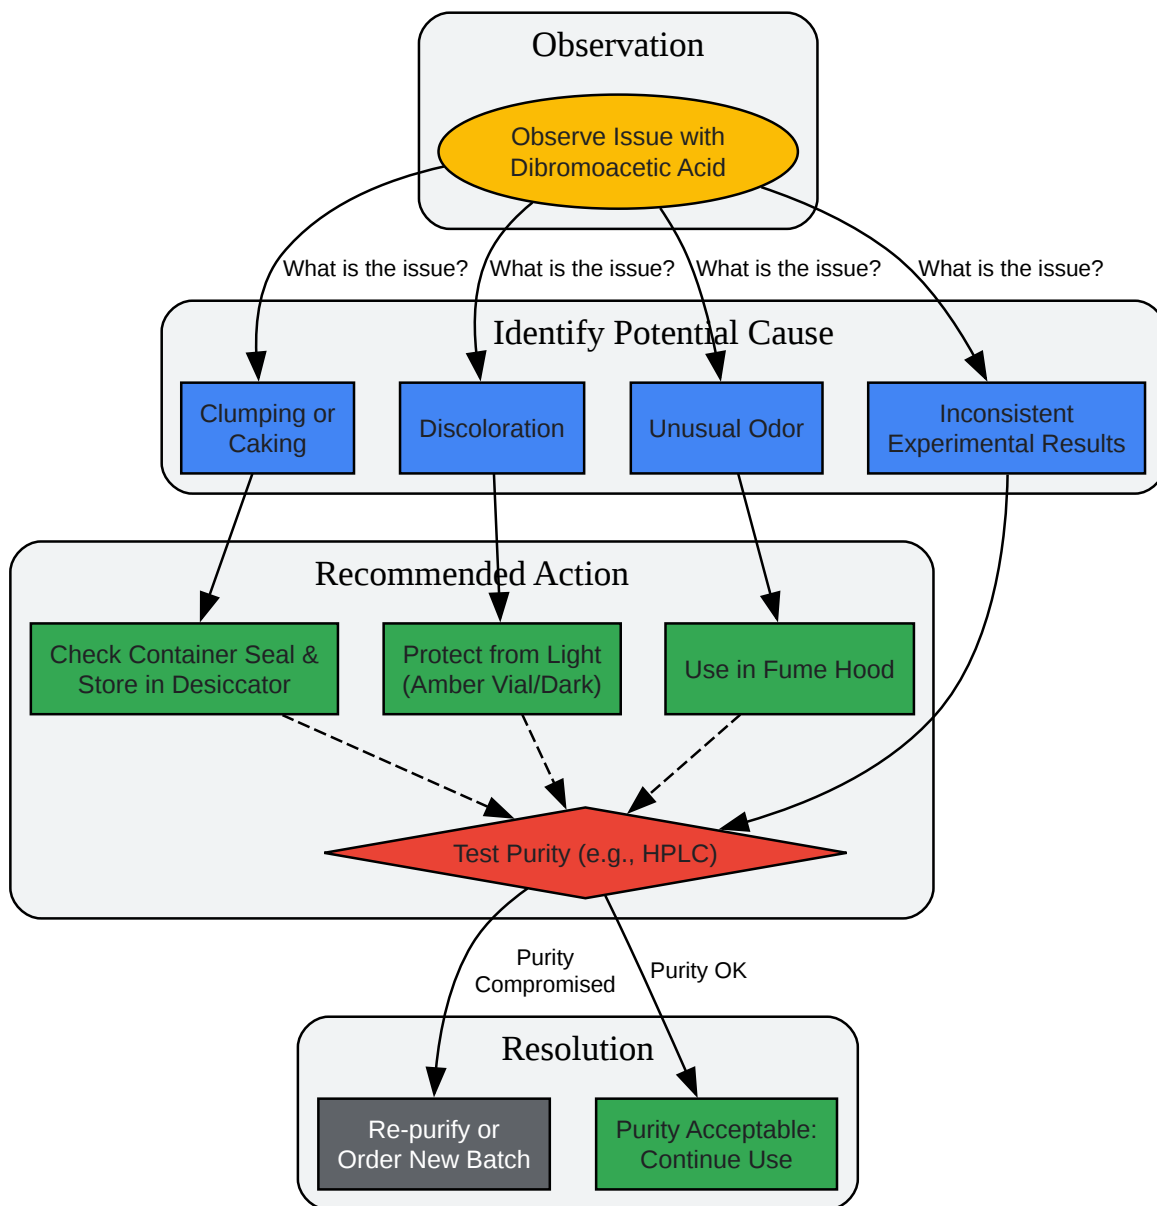 Observation
Observe Issue with
Dibromoacetic Acid
What is the issue?
What is the issue?
What is the issue?
What is the issue?
Identify Potential Cause
Clumping or
Caking
Discoloration
Unusual Odor
Inconsistent
Experimental Results
Recommended Action
Check Container Seal &
Store in Desiccator
Protect from Light
(Amber Vial/Dark)
Use in Fume Hood
Test Purity (e.g., HPLC)
Purity
Compromised
Purity OK
Resolution
Re-purify or
Order New Batch
Purity Acceptable:
Continue Use